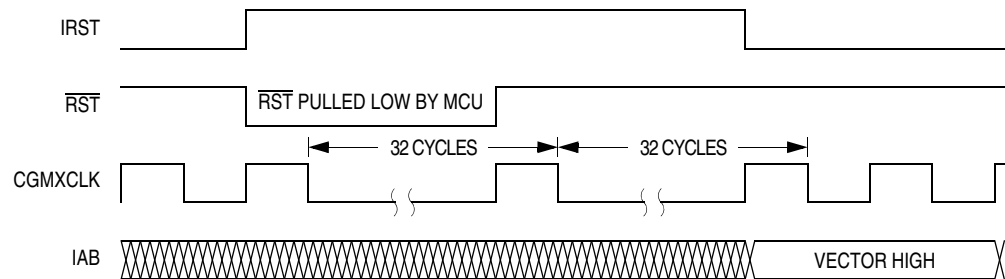 IRST
RST
RST PULLED LOW BY MCU
32 CYCLES
32 CYCLES
CGMXCLK
IAB
VECTOR HIGH